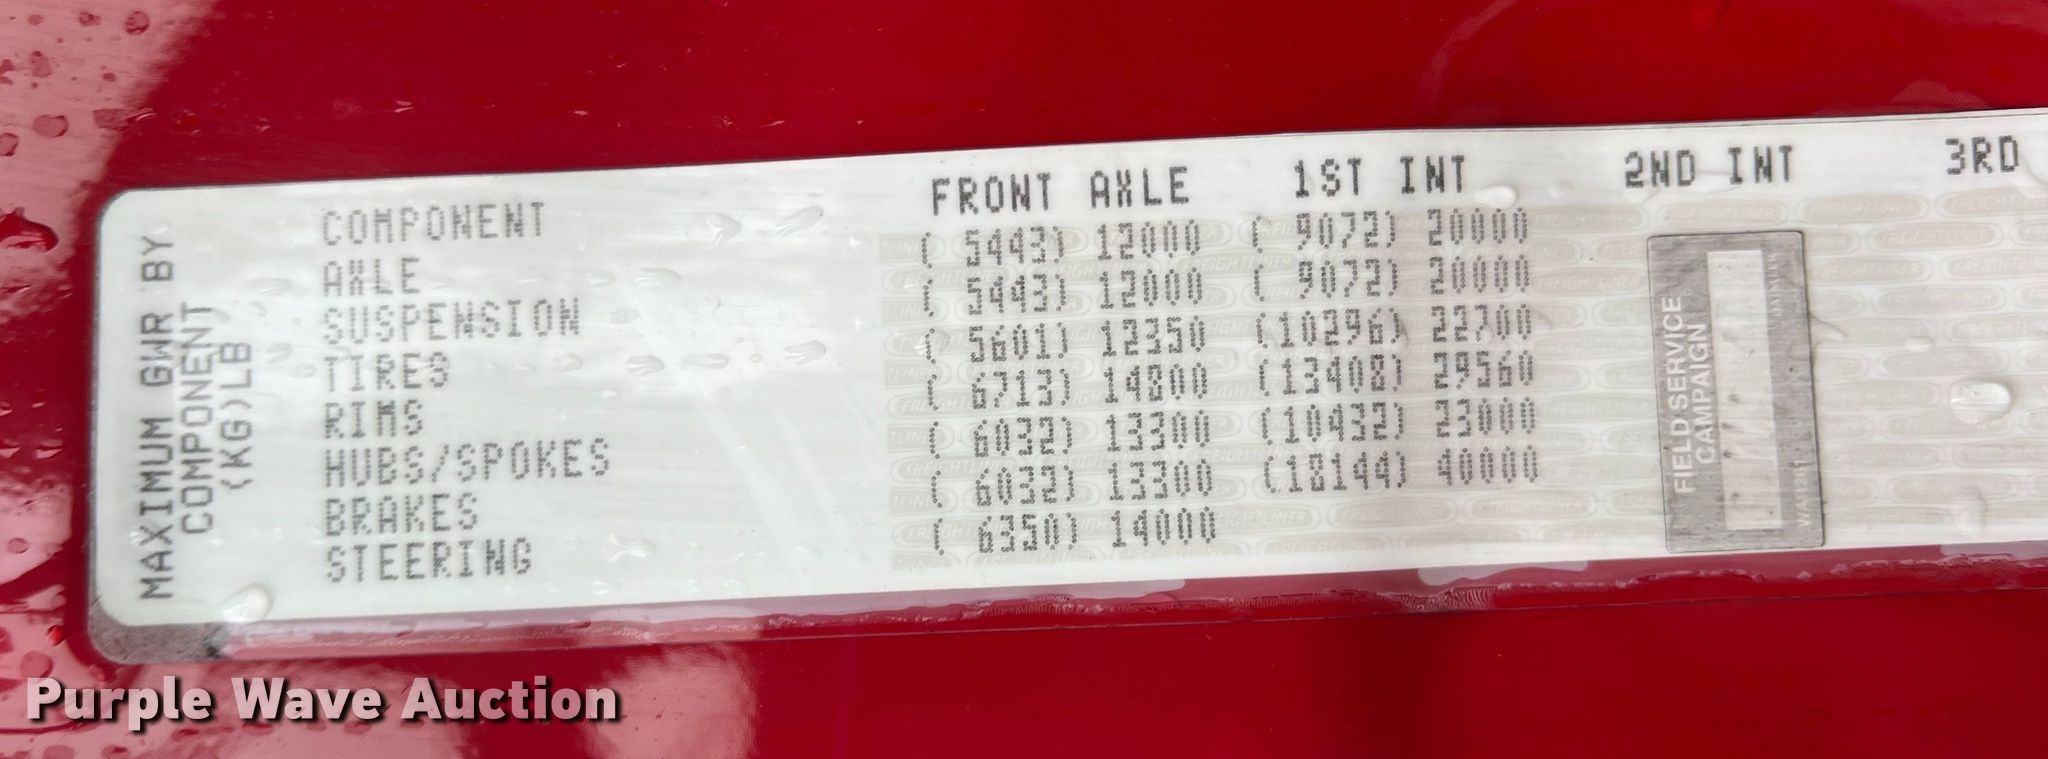 MAXIMUM GWR BY
COMPONENT
(KG)LB
COMPONENT FRONT AXLE 1ST INT 2ND INT 3RD
AXLE ( 5443) 12000 ( 9072) 20000
SUSPENSION ( 5443) 12000 ( 9072) 20000
TIRES ( 5601) 12350 (10296) 22700
RIMS ( 6713) 14800 (13408) 29560
HUBS/SPOKES ( 6032) 13300 (10432) 23000
BRAKES ( 6032) 13300 (18144) 40000
STEERING ( 6350) 14000
FIELD SERVICE
CAMPAIGN
Purple Wave Auction